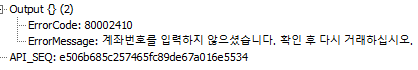 Output {} (2)
ErrorCode: 80002410
ErrorMessage: 계좌번호를 입력하지 않으셨습니다. 확인 후 다시 거래하십시오.
API_SEQ: e506b685c257465fc89de67a016e5534